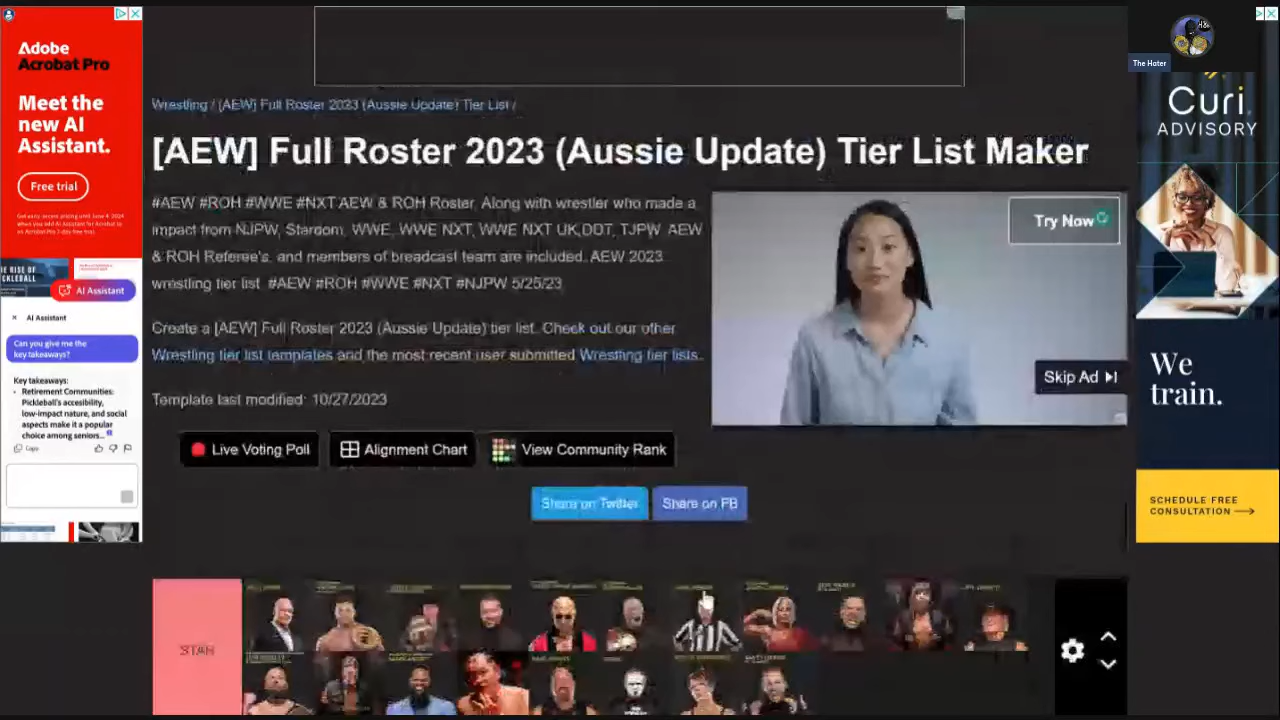 Adobe
Acrobat Pro
Meet the
new AI
Assistant.
Free trial
AI Assistant
AI Assistant
Can you give me the
key takeaways?
Key takeaways:
• Retirement Communities:
Pickleball's accesibility,
low-impact nature, and social
aspects make it a popular
choice among seniors...
Copy
Wrestling / [AEW] Full Roster 2023 (Aussie Update) Tier List /
[AEW] Full Roster 2023 (Aussie Update) Tier List Maker
#AEW #ROH #WWE #NXT AEW & ROH Roster. Along with wrestler who made a
impact from NJPW, Stardom, WWE, WWE NXT, WWE NXT UK,DDT, TJPW. AEW
& ROH Referee's, and members of broadcast team are included. AEW 2023
wrestling tier list #AEW #ROH #WWE #NXT #NJPW 5/25/23
Create a [AEW] Full Roster 2023 (Aussie Update) tier list. Check out our other
Wrestling tier list templates and the most recent user submitted Wrestling tier lists.
Template last modified: 10/27/2023
Live Voting Poll
Alignment Chart
View Community Rank
Share on Twitter
Share on FB
Try Now
Skip Ad
STAN
The Hater
Curi
ADVISORY
We
train.
SCHEDULE FREE
CONSULTATION